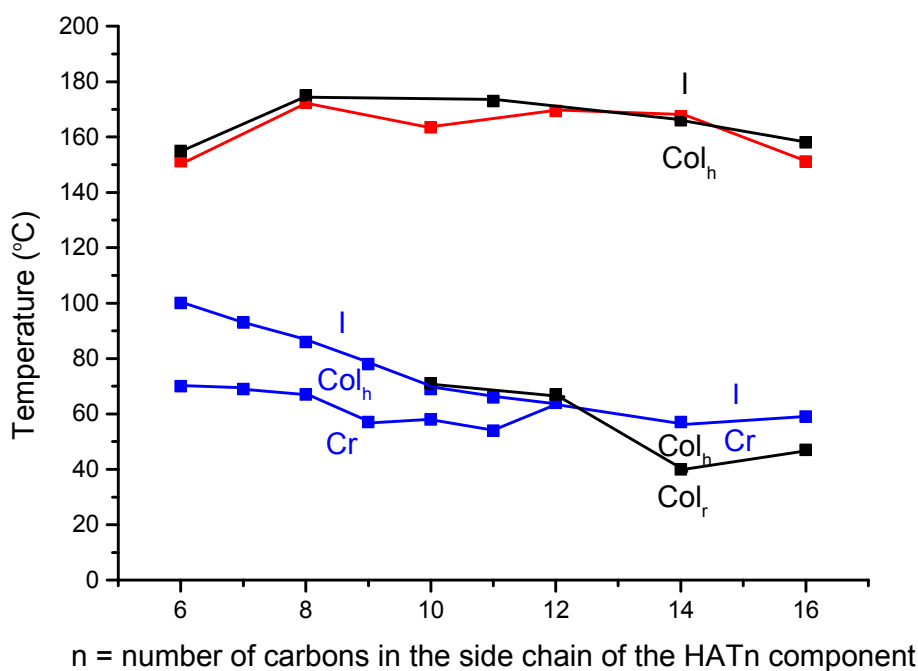 200
180
160
140
120
100
80
60
40
20
0
Temperature (°C)
I
Colₕ
I
Colₕ
Cr
I
Cr
Colₕ
Colᵣ
6
8
10
12
14
16
n = number of carbons in the side chain of the HATn component